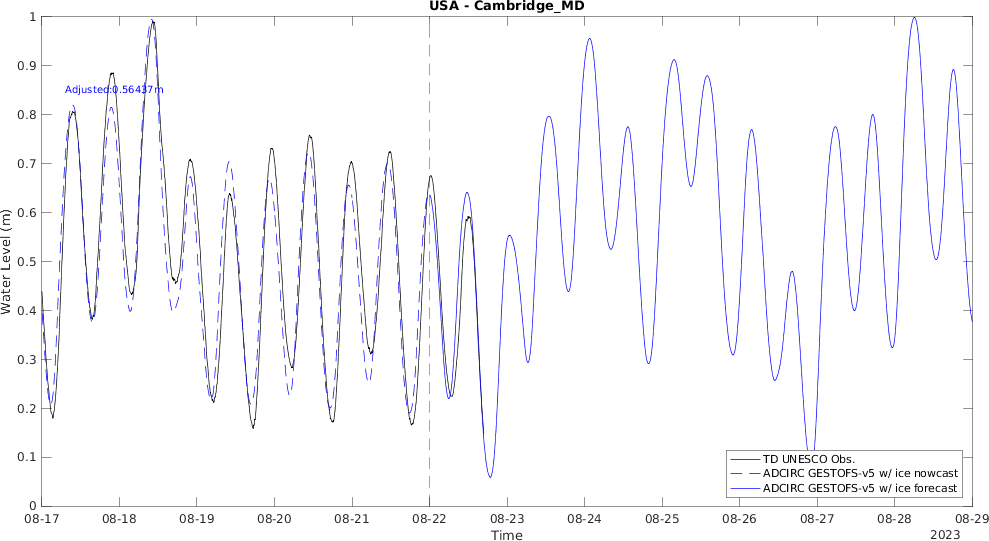 USA - Cambridge_MD
Water Level (m)
1
0.9
0.8
0.7
0.6
0.5
0.4
0.3
0.2
0.1
0
Adjusted:0.56437m
TD UNESCO Obs.
ADCIRC GESTOFS-v5 w/ ice nowcast
ADCIRC GESTOFS-v5 w/ ice forecast
08-17 08-18 08-19 08-20 08-21 08-22 08-23 08-24 08-25 08-26 08-27 08-28 08-29
Time
2023